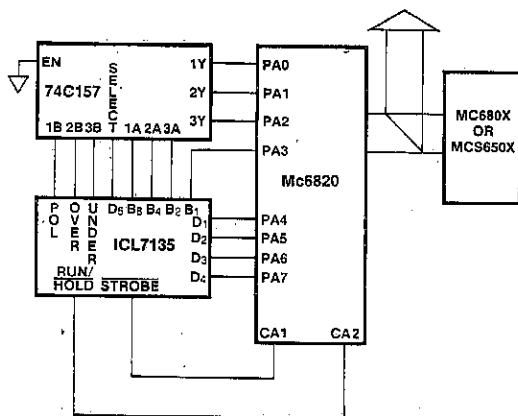 EN
SELECT
1Y
74C157
2Y
1B 2B 3B
1A 2A 3A
3Y
PA0
PA1
PA2
PA3
Mc6820
PA4
PA5
PA6
PA7
CA1
CA2
MC680X
OR
MCS650X
POL
OVER
UNDER
D5 B8 B4 B2 B1
D1
ICL7135
D2
D3
D4
RUN/
HOLD
STROBE